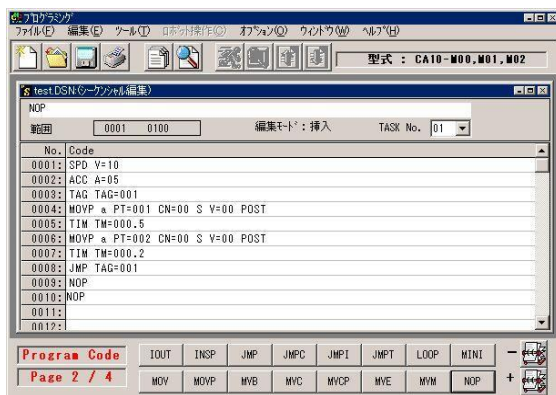 プログラミング
ファイル(F) 編集(E) ツール(T) ロボット操作(C) オプション(O) ウィンドウ(W) ヘルプ(H)
型式 : CA10-M00,M01,M02
test.DSN:(シーケンシャル編集)
NOP
範囲 0001 0100 編集モード:挿入 TASK No. 01
No. Code
0001: SPD V=10
0002: ACC A=05
0003: TAG TAG=001
0004: MOVP a PT=001 CN=00 S V=00 POST
0005: TIM TM=000.5
0006: MOVP a PT=002 CN=00 S V=00 POST
0007: TIM TM=000.2
0008: JMP TAG=001
0009: NOP
0010: NOP
0011:
0012:
Program Code IOUT INSP JMP JMPC JMPI JMPT LOOP MINI -
Page 2 / 4 MOV MOVP MVB MVC MVCP MVE MVM NOP +